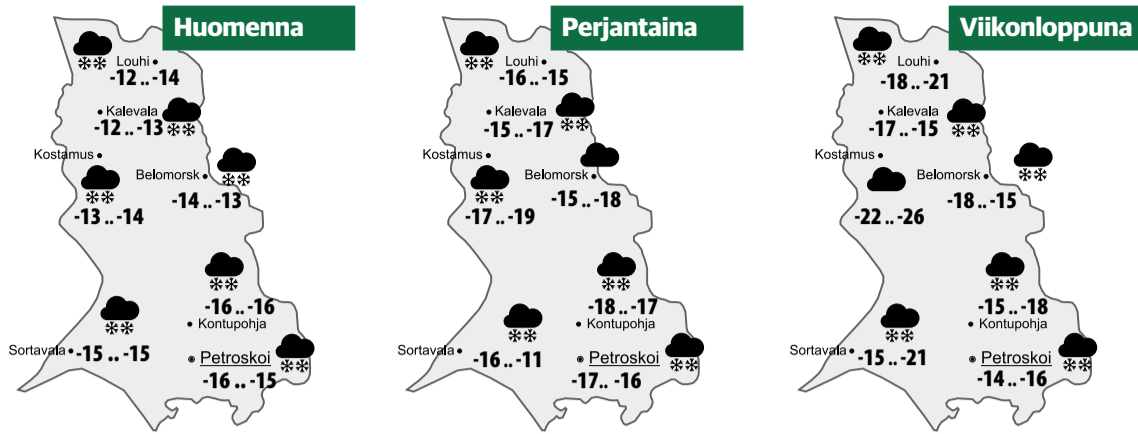 Huomenna
Louhi
-12 .. -14
Kalevala
-12 .. -13
Kostamus
Belomorsk
-13 .. -14
-14 .. -13
-16 .. -16
Kontupohja
Sortavala
-15 .. -15
Petroskoi
-16 .. -15
Perjantaina
Louhi
-16 .. -15
Kalevala
-15 .. -17
Kostamus
Belomorsk
-17 .. -19
-15 .. -18
-18 .. -17
Kontupohja
Sortavala
-16 .. -11
Petroskoi
-17 .. -16
Viikonloppuna
Louhi
-18 .. -21
Kalevala
-17 .. -15
Kostamus
Belomorsk
-22 .. -26
-18 .. -15
-15 .. -18
Kontupohja
Sortavala
-15 .. -21
Petroskoi
-14 .. -16